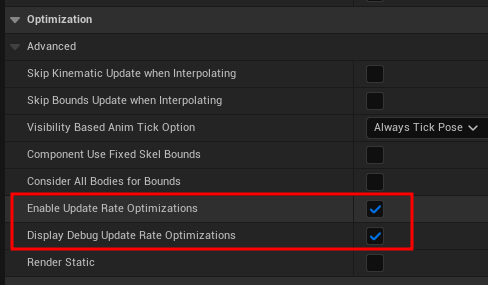 Optimization
Advanced
Skip Kinematic Update when Interpolating
Skip Bounds Update when Interpolating
Visibility Based Anim Tick Option Always Tick Pose
Component Use Fixed Skel Bounds
Consider All Bodies for Bounds
Enable Update Rate Optimizations
Display Debug Update Rate Optimizations
Render Static